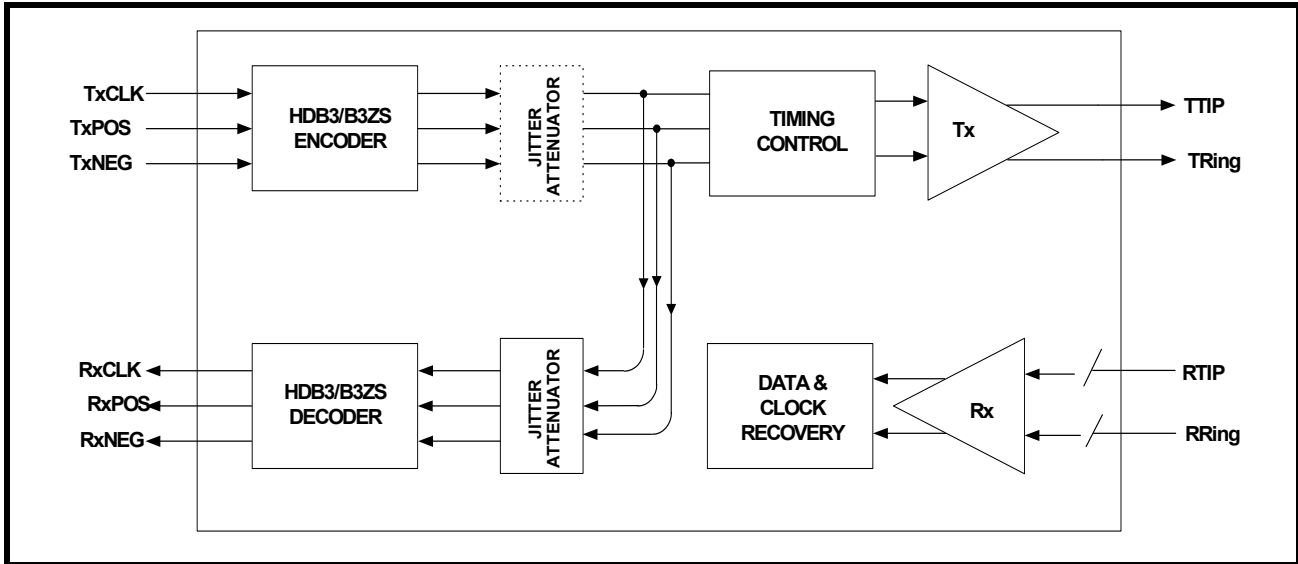 TxCLK
TxPOS
TxNEG
HDB3/B3ZS
ENCODER
JITTER
ATTENUATOR
TIMING
CONTROL
Tx
TTIP
TRing
RxCLK
RxPOS
RxNEG
HDB3/B3ZS
DECODER
JITTER
ATTENUATOR
DATA &
CLOCK
RECOVERY
Rx
RTIP
RRing